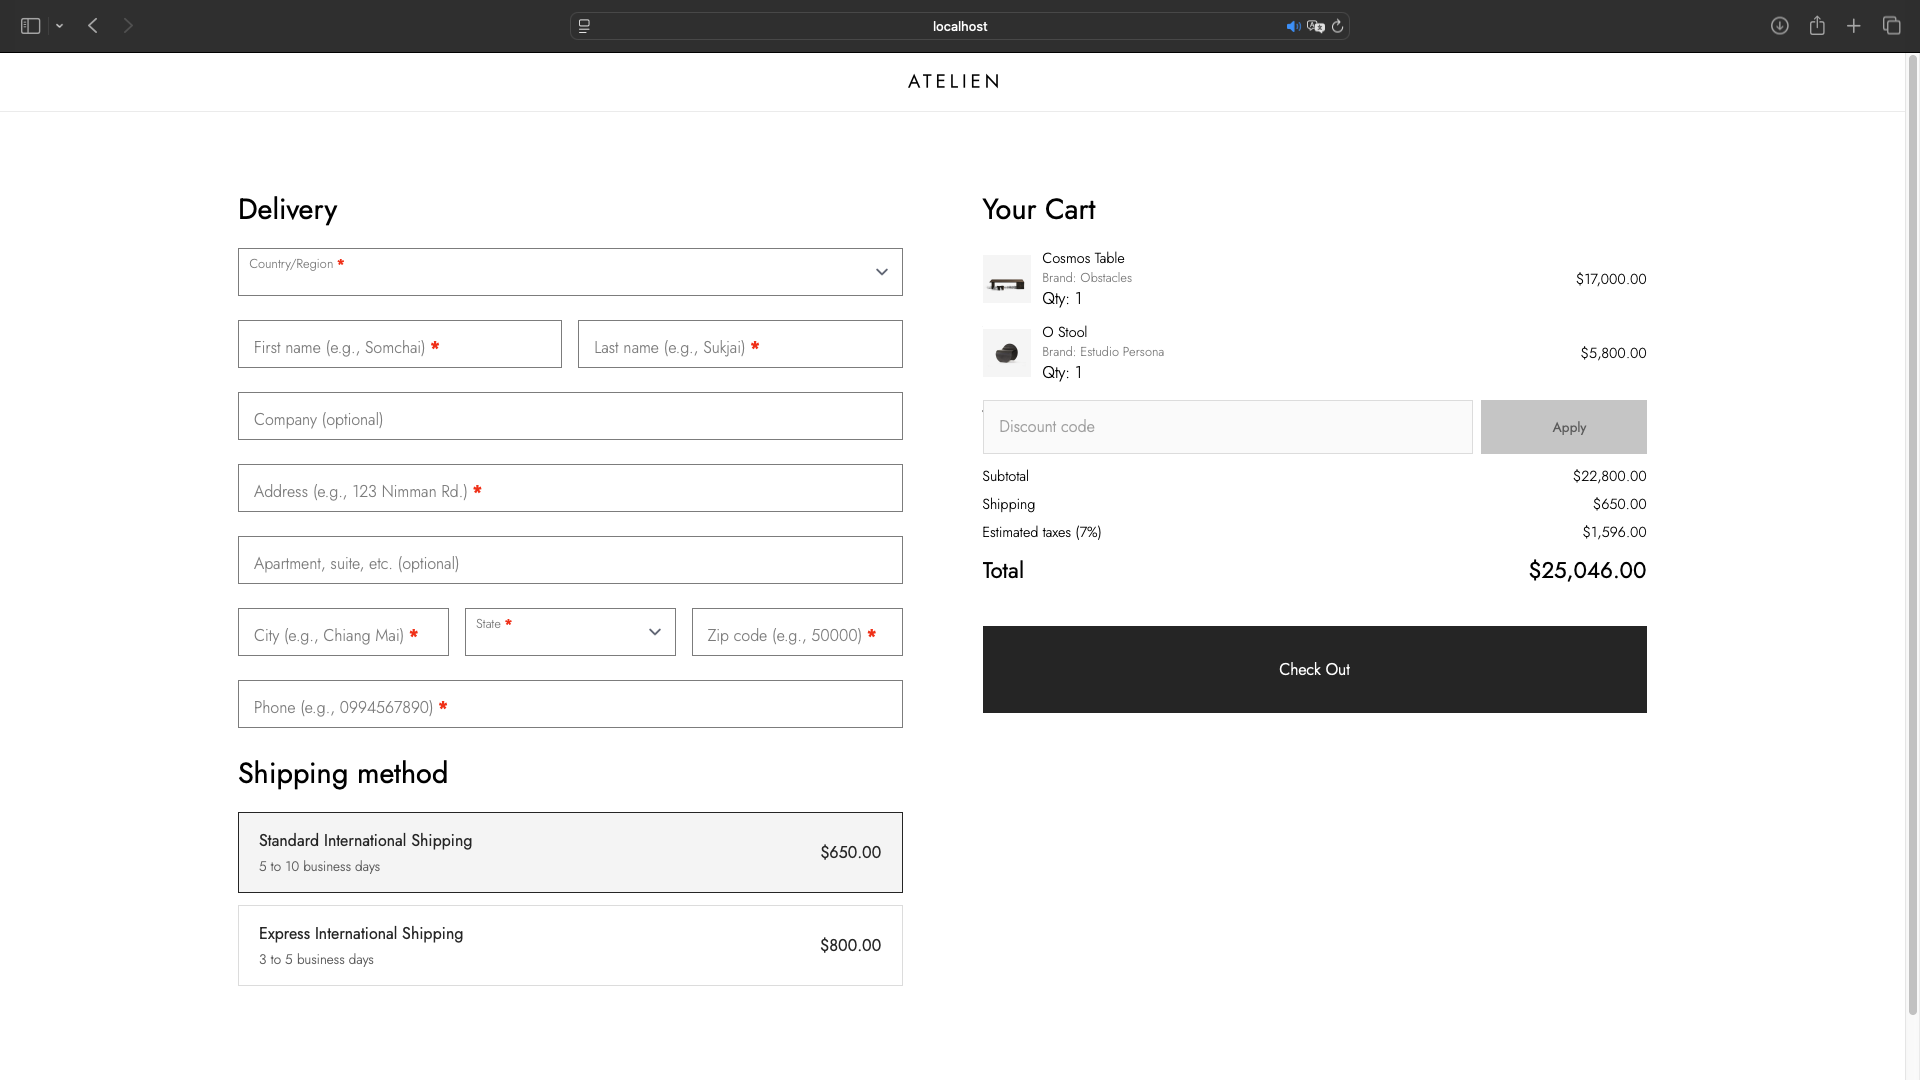 localhost
ATELIEN
Delivery
Country/Region *
First name (e.g., Somchai) *
Last name (e.g., Sukjai) *
Company (optional)
Address (e.g., 123 Nimman Rd.) *
Apartment, suite, etc. (optional)
City (e.g., Chiang Mai) *
State *
Zip code (e.g., 50000) *
Phone (e.g., 0994567890) *
Shipping method
Standard International Shipping
5 to 10 business days
$650.00
Express International Shipping
3 to 5 business days
$800.00
Your Cart
Cosmos Table
Brand: Obstacles
Qty: 1
$17,000.00
O Stool
Brand: Estudio Persona
Qty: 1
$5,800.00
Discount code
Apply
Subtotal $22,800.00
Shipping $650.00
Estimated taxes (7%) $1,596.00
Total $25,046.00
Check Out